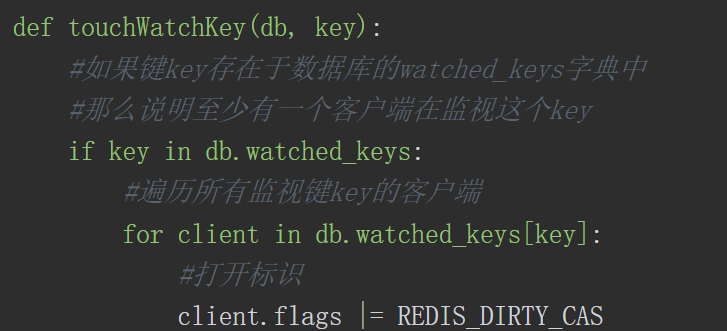 def touchWatchKey(db, key):
#如果键key存在于数据库的watched_keys字典中
#那么说明至少有一个客户端在监视这个key
if key in db.watched_keys:
#遍历所有监视键key的客户端
for client in db.watched_keys[key]:
#打开标识
client.flags |= REDIS_DIRTY_CAS